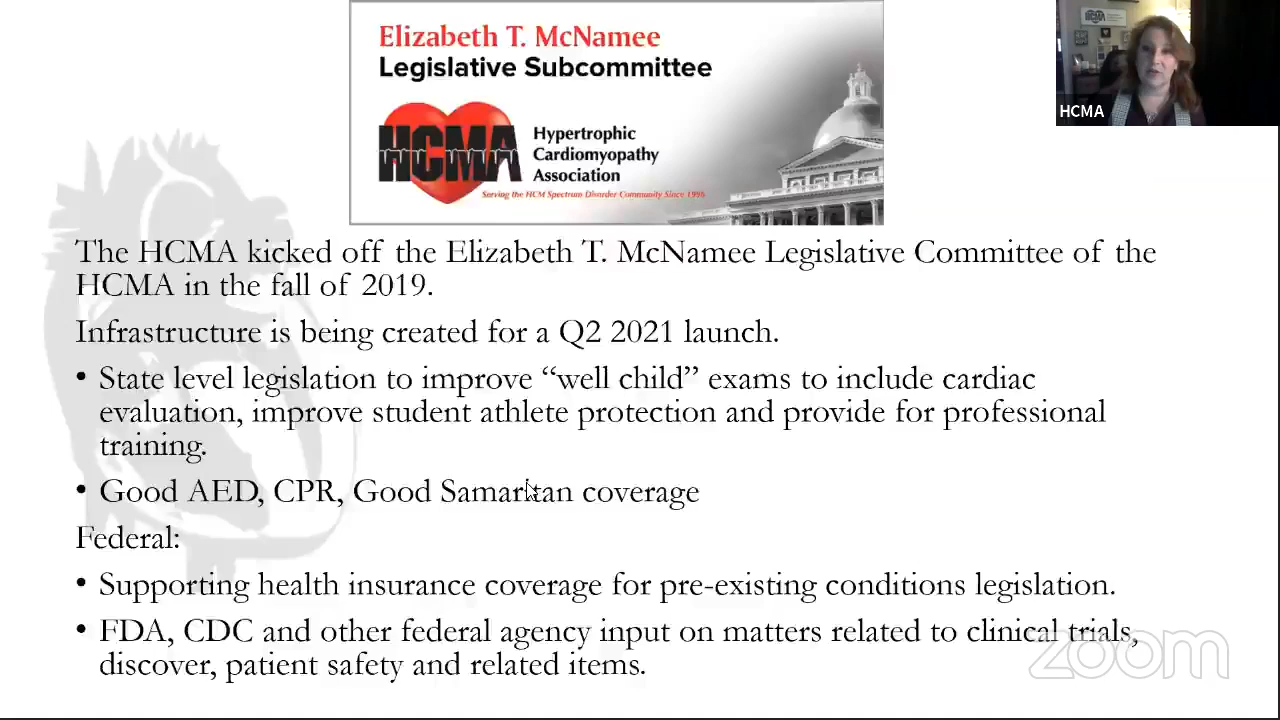 Elizabeth T. McNamee
Legislative Subcommittee
HCMA
Hypertrophic
Cardiomyopathy
Association
Serving the HCM Spectrum Disorder Community Since 1996
HCMA
The HCMA kicked off the Elizabeth T. McNamee Legislative Committee of the
HCMA in the fall of 2019.
Infrastructure is being created for a Q2 2021 launch.
• State level legislation to improve “well child” exams to include cardiac
evaluation, improve student athlete protection and provide for professional
training.
• Good AED, CPR, Good Samaritan coverage
Federal:
• Supporting health insurance coverage for pre-existing conditions legislation.
• FDA, CDC and other federal agency input on matters related to clinical trials,
discover, patient safety and related items.
zoom